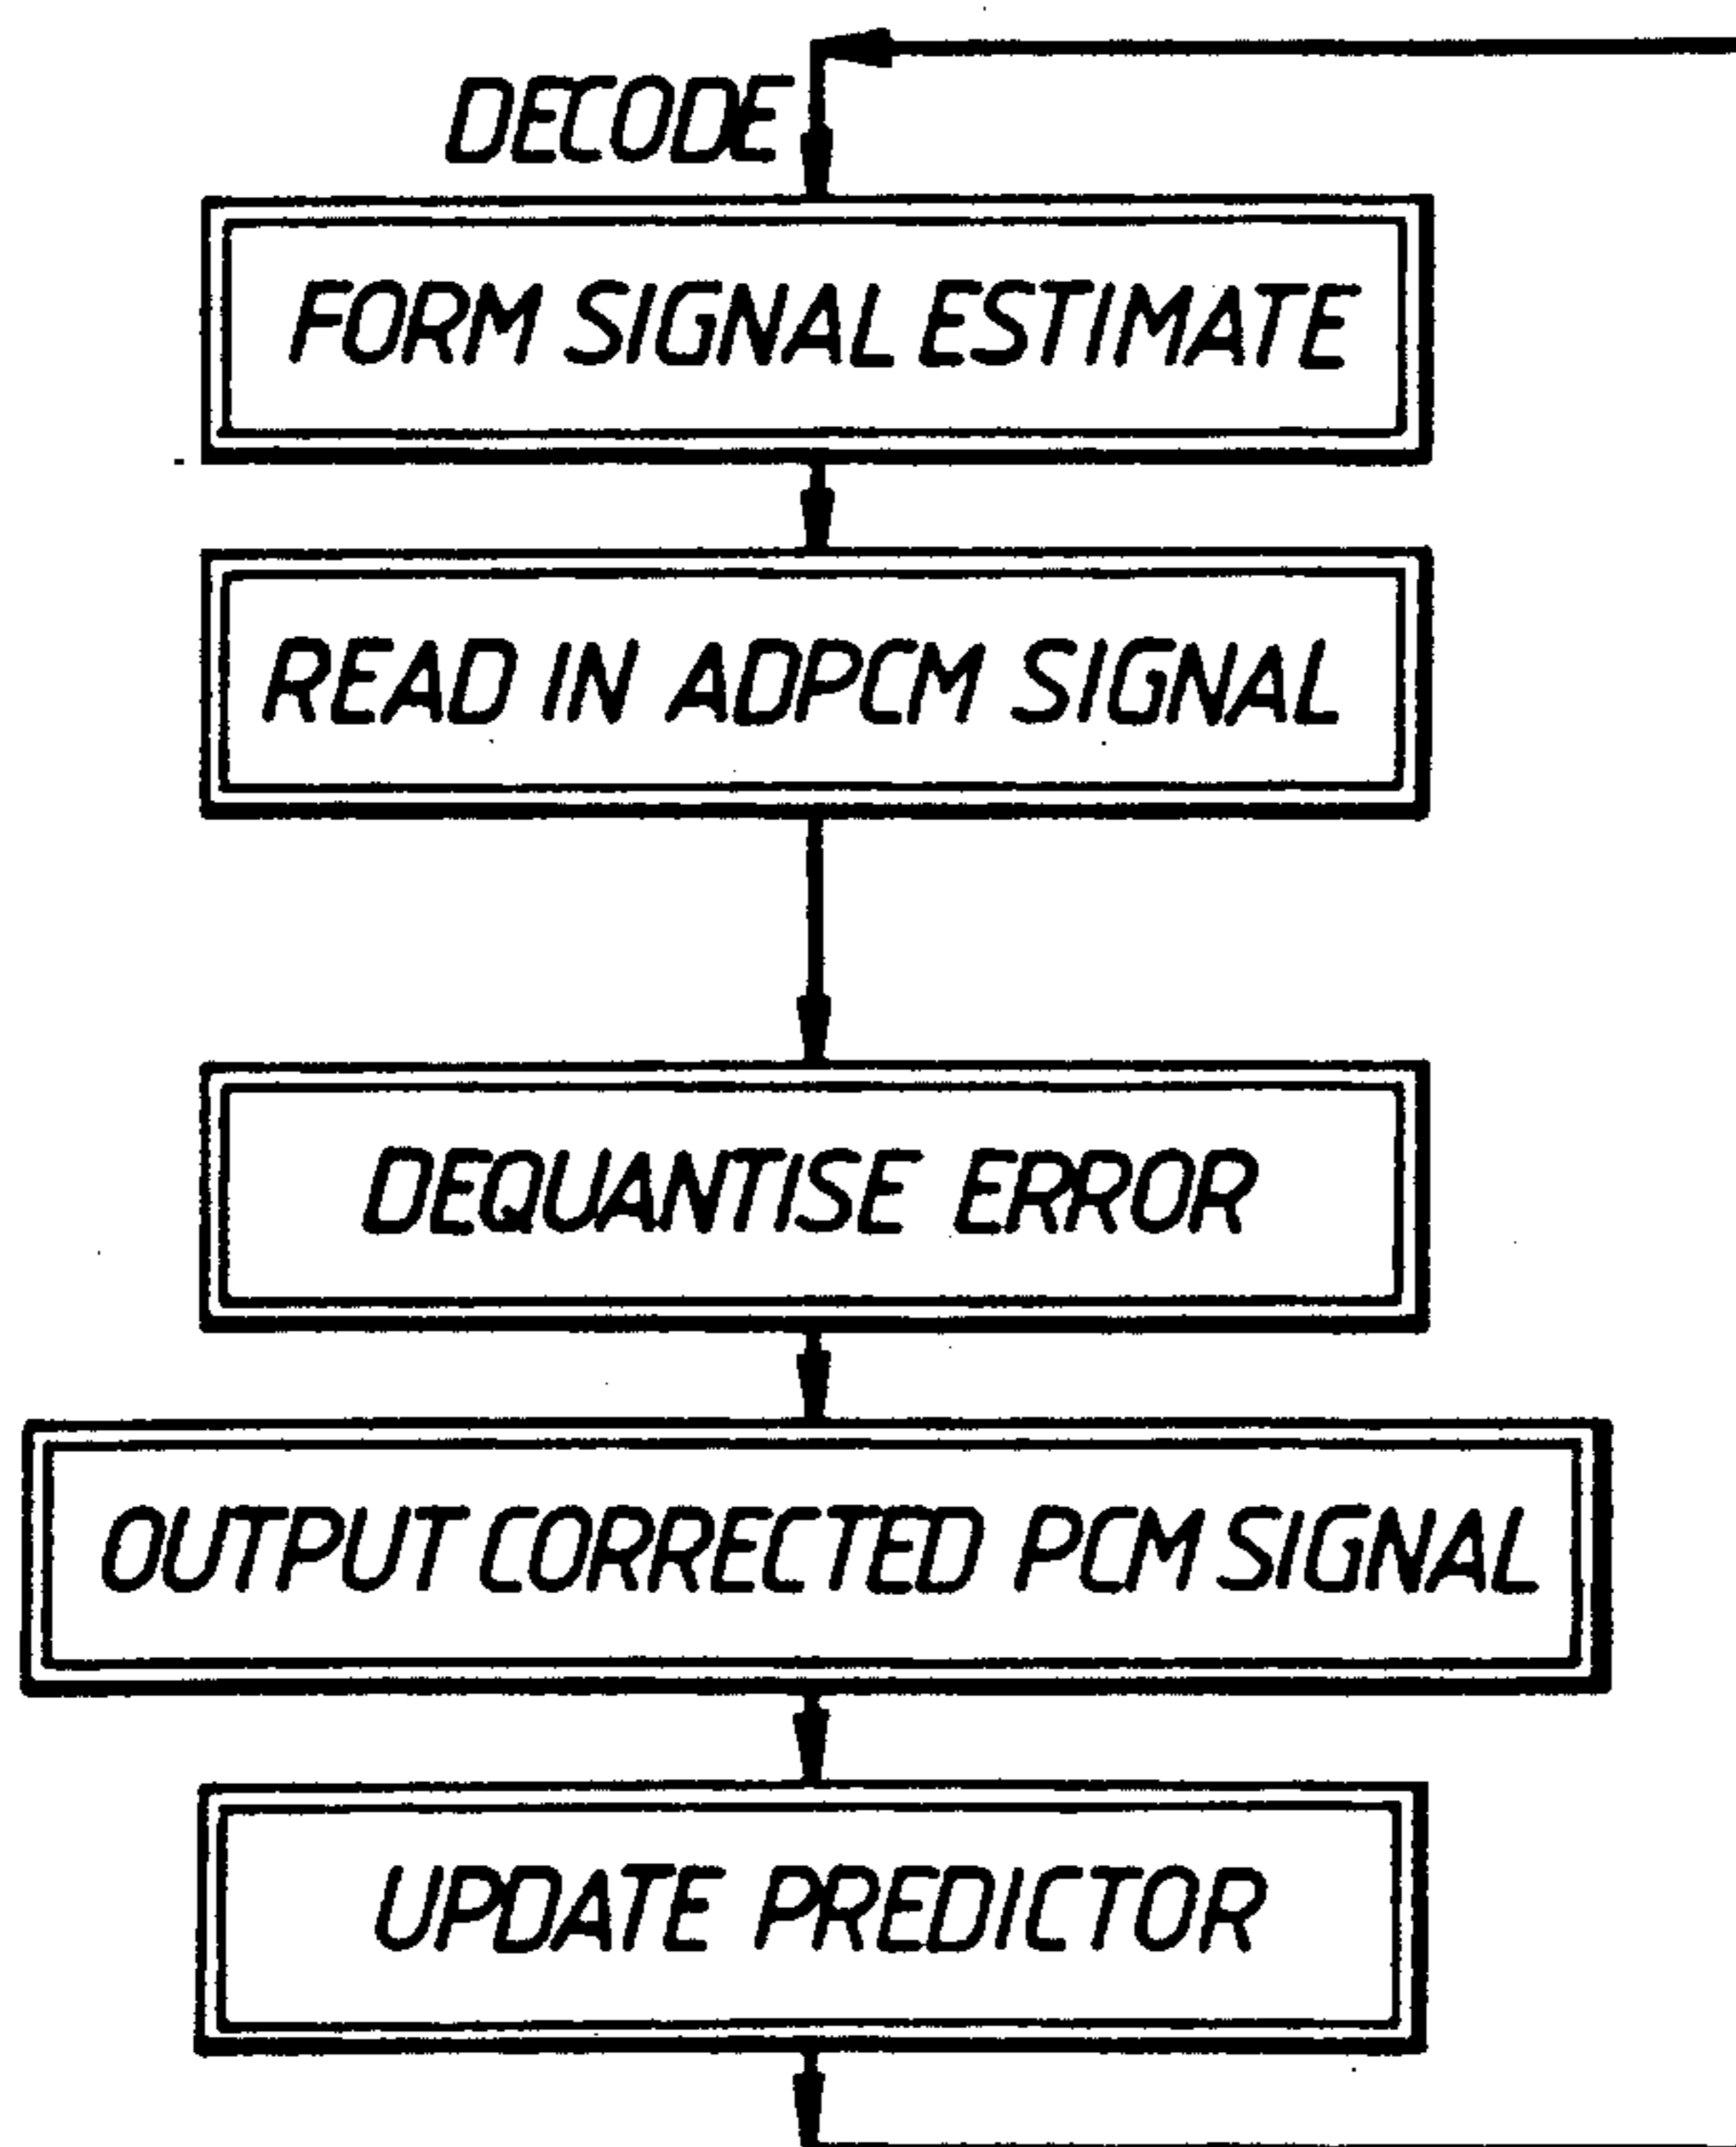 DECODE
FORM SIGNAL ESTIMATE
READ IN ADPCM SIGNAL
DEQUANTISE ERROR
OUTPUT CORRECTED PCM SIGNAL
UPDATE PREDICTOR